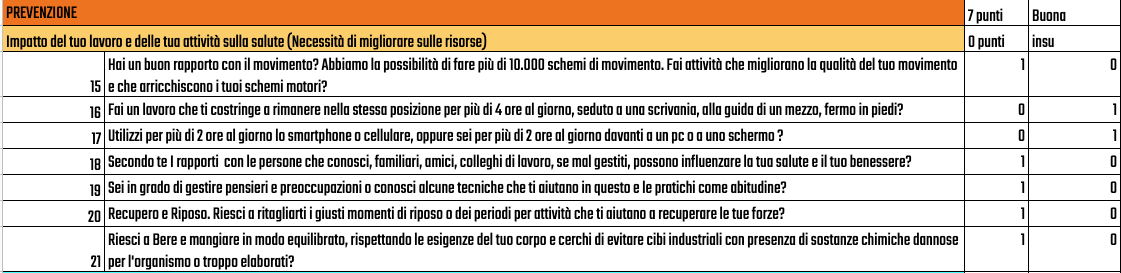 PREVENZIONE 7 punti Buona
Impatto del tuo lavoro e delle tua attività sulla salute (Necessità di migliorare sulle risorse) 0 punti insu
Hai un buon rapporto con il movimento? Abbiamo la possibilità di fare più di 10.000 schemi di movimento. Fai attività che migliorano la qualità del tuo movimento
15 e che arricchiscono i tuoi schemi motori? 1 0
16 Fai un lavoro che ti costringe a rimanere nella stessa posizione per più di 4 ore al giorno, seduto a una scrivania, alla guida di un mezzo, fermo in piedi? 0 1
17 Utilizzi per più di 2 ore al giorno lo smartphone o cellulare, oppure sei per più di 2 ore al giorno davanti a un pc o a uno schermo ? 0 1
18 Secondo te I rapporti con le persone che conosci, familiari, amici, colleghi di lavoro, se mal gestiti, possono influenzare la tua salute e il tuo benessere? 1 0
19 Sei in grado di gestire pensieri e preoccupazioni o conosci alcune tecniche che ti aiutano in questo e le pratichi come abitudine? 1 0
20 Recupero e Riposo. Riesci a ritagliarti i giusti momenti di riposo o dei periodi per attività che ti aiutano a recuperare le tue forze? 1 0
Riesci a Bere e mangiare in modo equilibrato, rispettando le esigenze del tuo corpo e cerchi di evitare cibi industriali con presenza di sostanze chimiche dannose 1 0
21 per l'organismo o troppo elaborati?